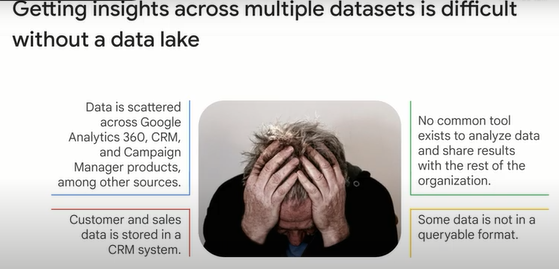 Getting insights across multiple datasets is difficult
without a data lake
Data is scattered
across Google
Analytics 360, CRM,
and Campaign
Manager products,
among other sources.
Customer and sales
data is stored in a
CRM system.
No common tool
exists to analyze data
and share results
with the rest of the
organization.
Some data is not in a
queryable format.